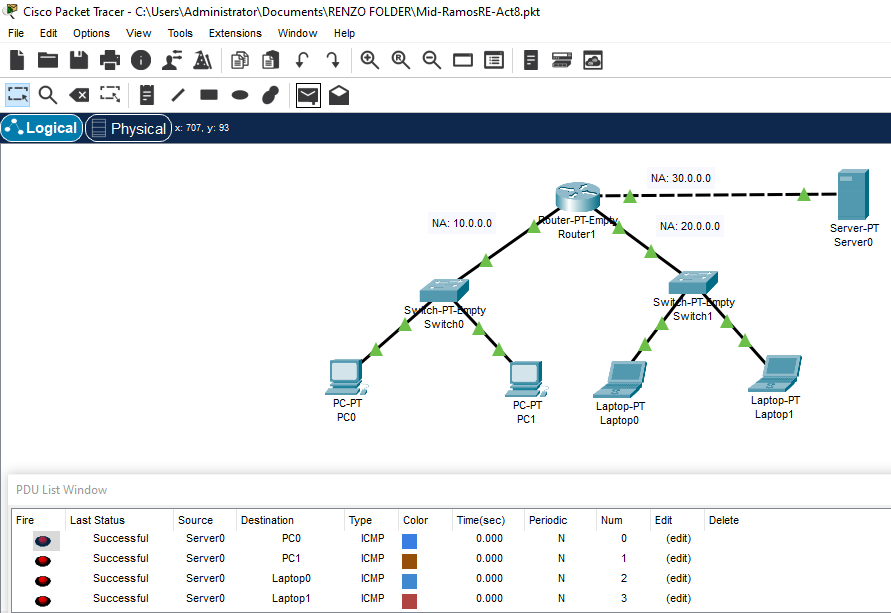 Cisco Packet Tracer - C:\Users\Administrator\Documents\RENZO FOLDER\Mid-RamosRE-Act8.pkt
File Edit Options View Tools Extensions Window Help
Logical Physical x: 707, y: 93
NA: 30.0.0.0
NA: 10.0.0.0
Router-PT-Empty
Router1
NA: 20.0.0.0
Server-PT
Server0
Switch-PT-Empty
Switch0
Switch-PT-Empty
Switch1
PC-PT
PC0
PC-PT
PC1
Laptop-PT
Laptop0
Laptop-PT
Laptop1
PDU List Window
Fire Last Status Source Destination Type Color Time(sec) Periodic Num Edit Delete
Successful Server0 PC0 ICMP 0.000 N 0 (edit)
Successful Server0 PC1 ICMP 0.000 N 1 (edit)
Successful Server0 Laptop0 ICMP 0.000 N 2 (edit)
Successful Server0 Laptop1 ICMP 0.000 N 3 (edit)